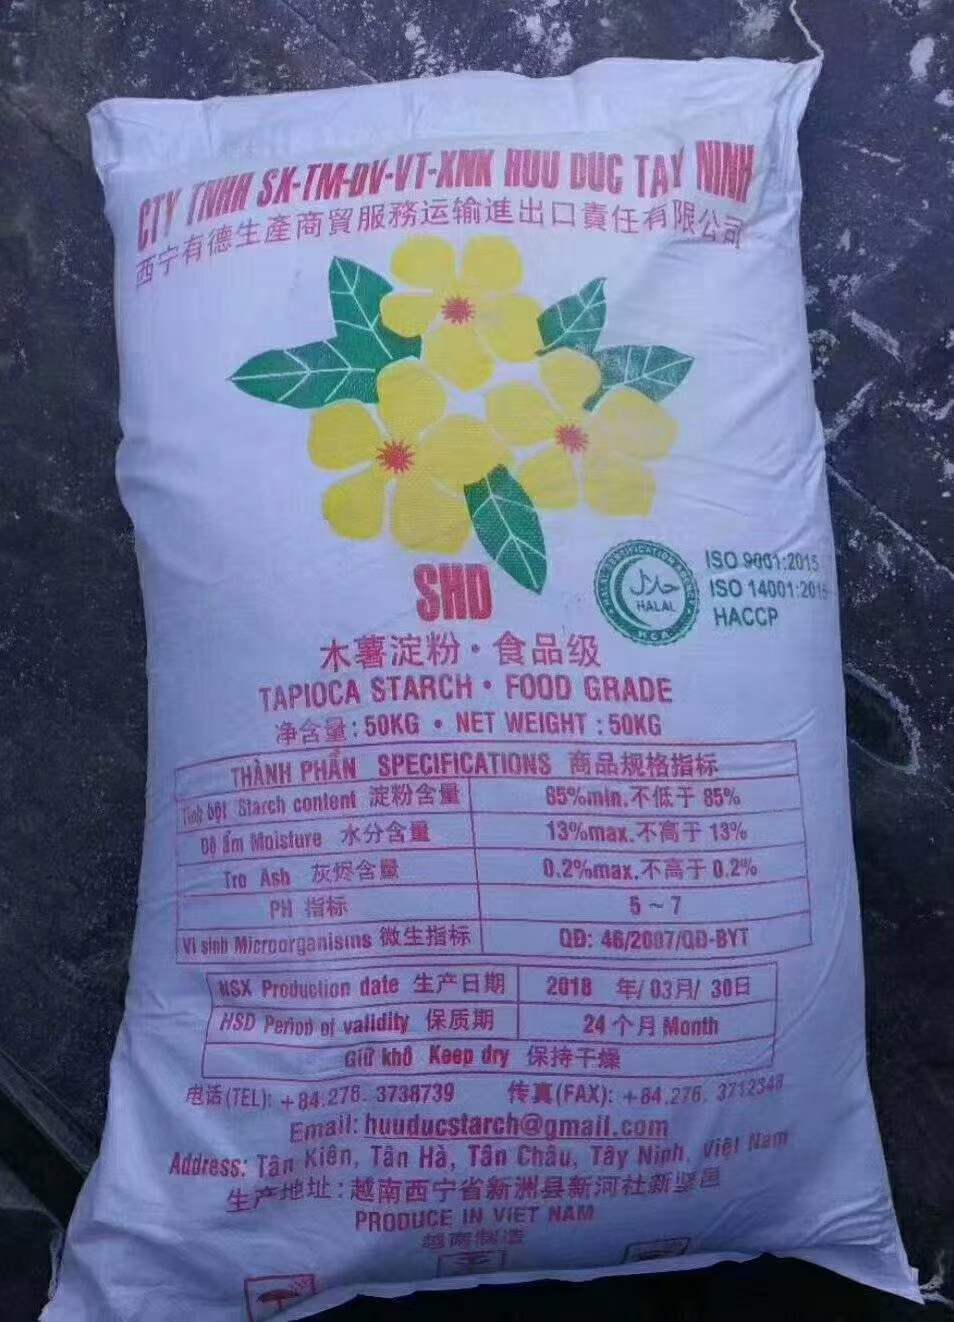 CTY TNHH SX-TM-DV-VT-XNK HUU DUC TAY NINH
西宁有德生產商貿服務运输進出口責任有限公司
HALAL CERTIFICATION AGENCY
حلال
HALAL
H.C.A
ISO 9001:2015
ISO 14001:2015
HACCP
SHD
木薯淀粉・食品级
TAPIOCA STARCH • FOOD GRADE
净含量: 50KG • NET WEIGHT : 50KG
THÀNH PHẦN SPECIFICATIONS 商品规格指标
Tinh bột Starch content 淀粉含量 85%min.不低于 85%
Độ ẩm Moisture 水分含量 13%max.不高于 13%
Tro Ash 灰烬含量 0.2%max.不高于 0.2%
PH 指标 5 ~ 7
Vi sinh Microorganisms 微生指标 QĐ: 46/2007/QĐ-BYT
NSX Production date 生产日期 2018 年/ 03月/ 30日
HSD Period of validity 保质期 24 个月 Month
Giữ khô Keep dry 保持干燥
电话(TEL): +84.276. 3738739 传真(FAX): +84.276. 3712348
Email: huuducstarch@gmail.com
Address: Tân Kiên, Tân Hà, Tân Châu, Tây Ninh, Việt Nam
生产地址: 越南西宁省新洲县新河社新坚邑
PRODUCE IN VIET NAM
越南制造